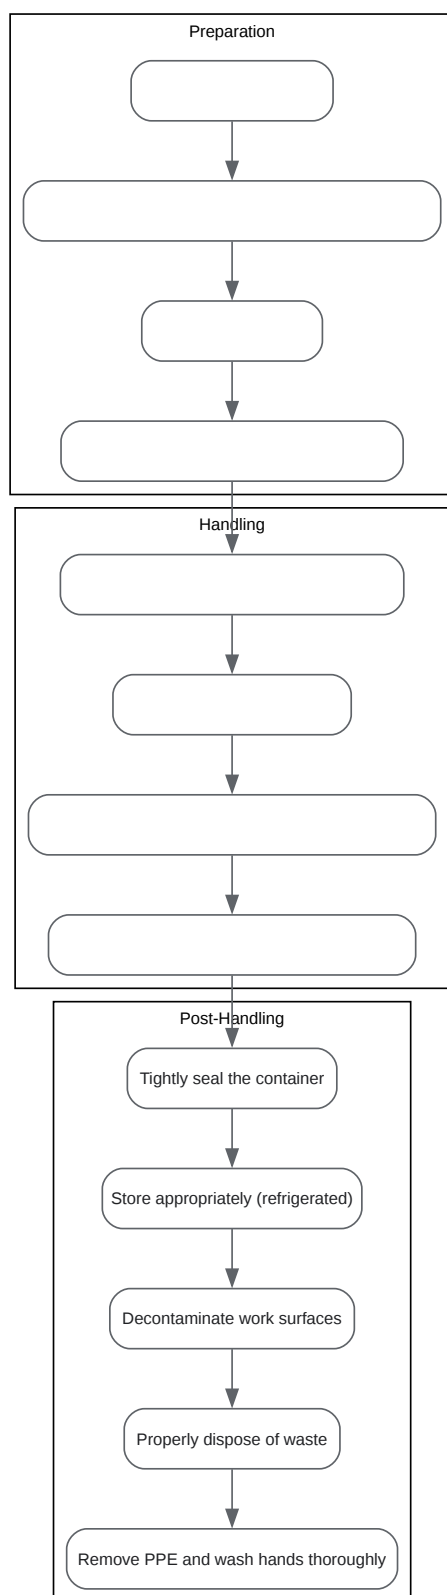 Preparation
Handling
Post-Handling
Tightly seal the container
Store appropriately (refrigerated)
Decontaminate work surfaces
Properly dispose of waste
Remove PPE and wash hands thoroughly